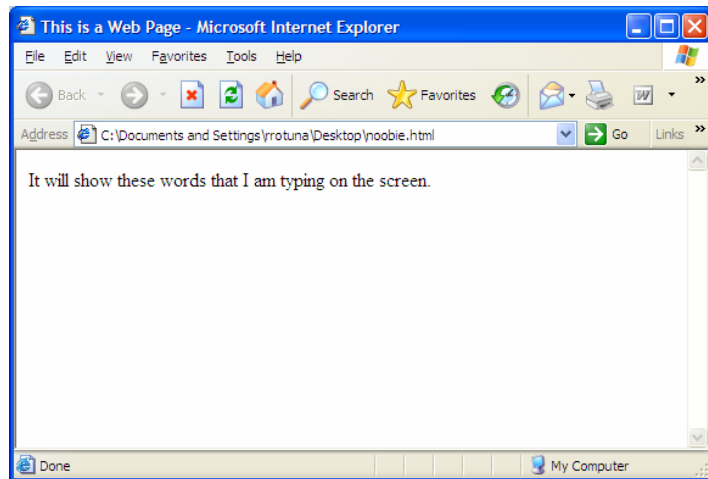 This is a Web Page - Microsoft Internet Explorer
File Edit View Favorites Tools Help
Back Search Favorites W »
Address C:\Documents and Settings\rrotuna\Desktop\noobie.html Go Links »
It will show these words that I am typing on the screen.
Done My Computer